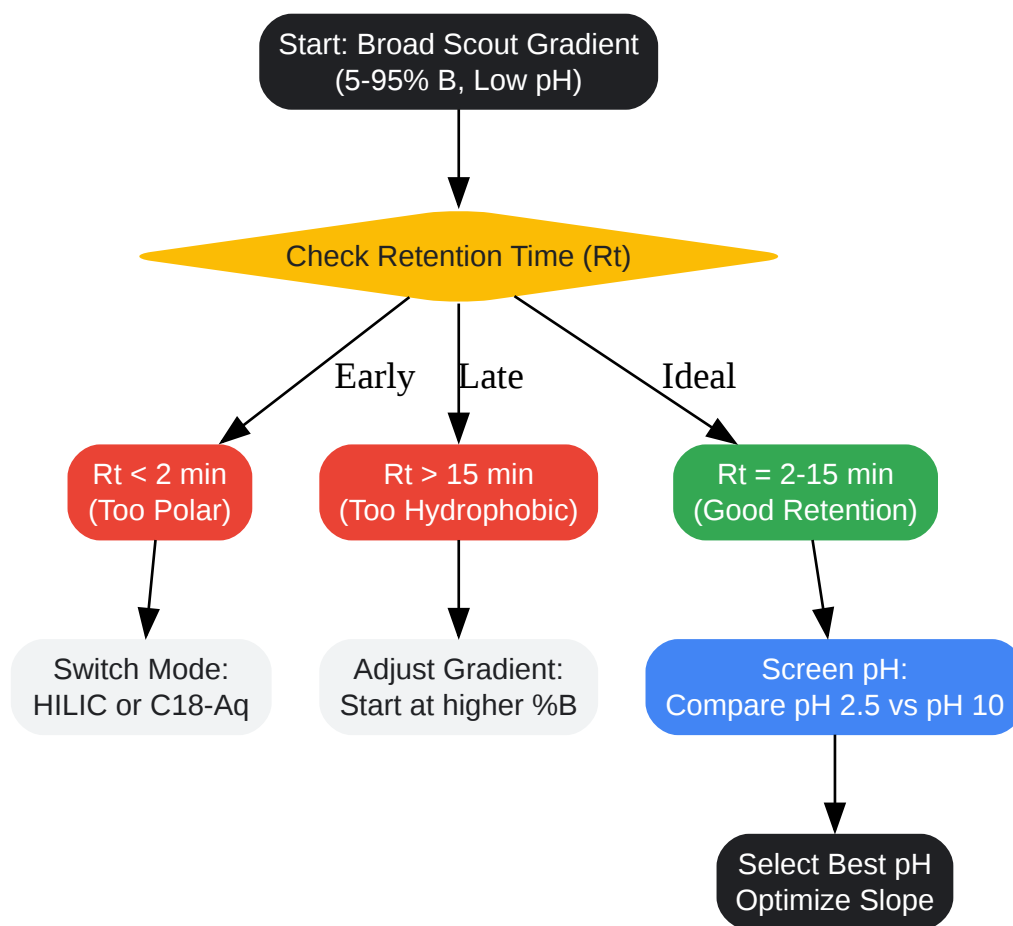 Start: Broad Scout Gradient
(5-95% B, Low pH)
Check Retention Time (Rt)
Early
Late
Ideal
Rt < 2 min
(Too Polar)
Rt > 15 min
(Too Hydrophobic)
Rt = 2-15 min
(Good Retention)
Switch Mode:
HILIC or C18-Aq
Adjust Gradient:
Start at higher %B
Screen pH:
Compare pH 2.5 vs pH 10
Select Best pH
Optimize Slope